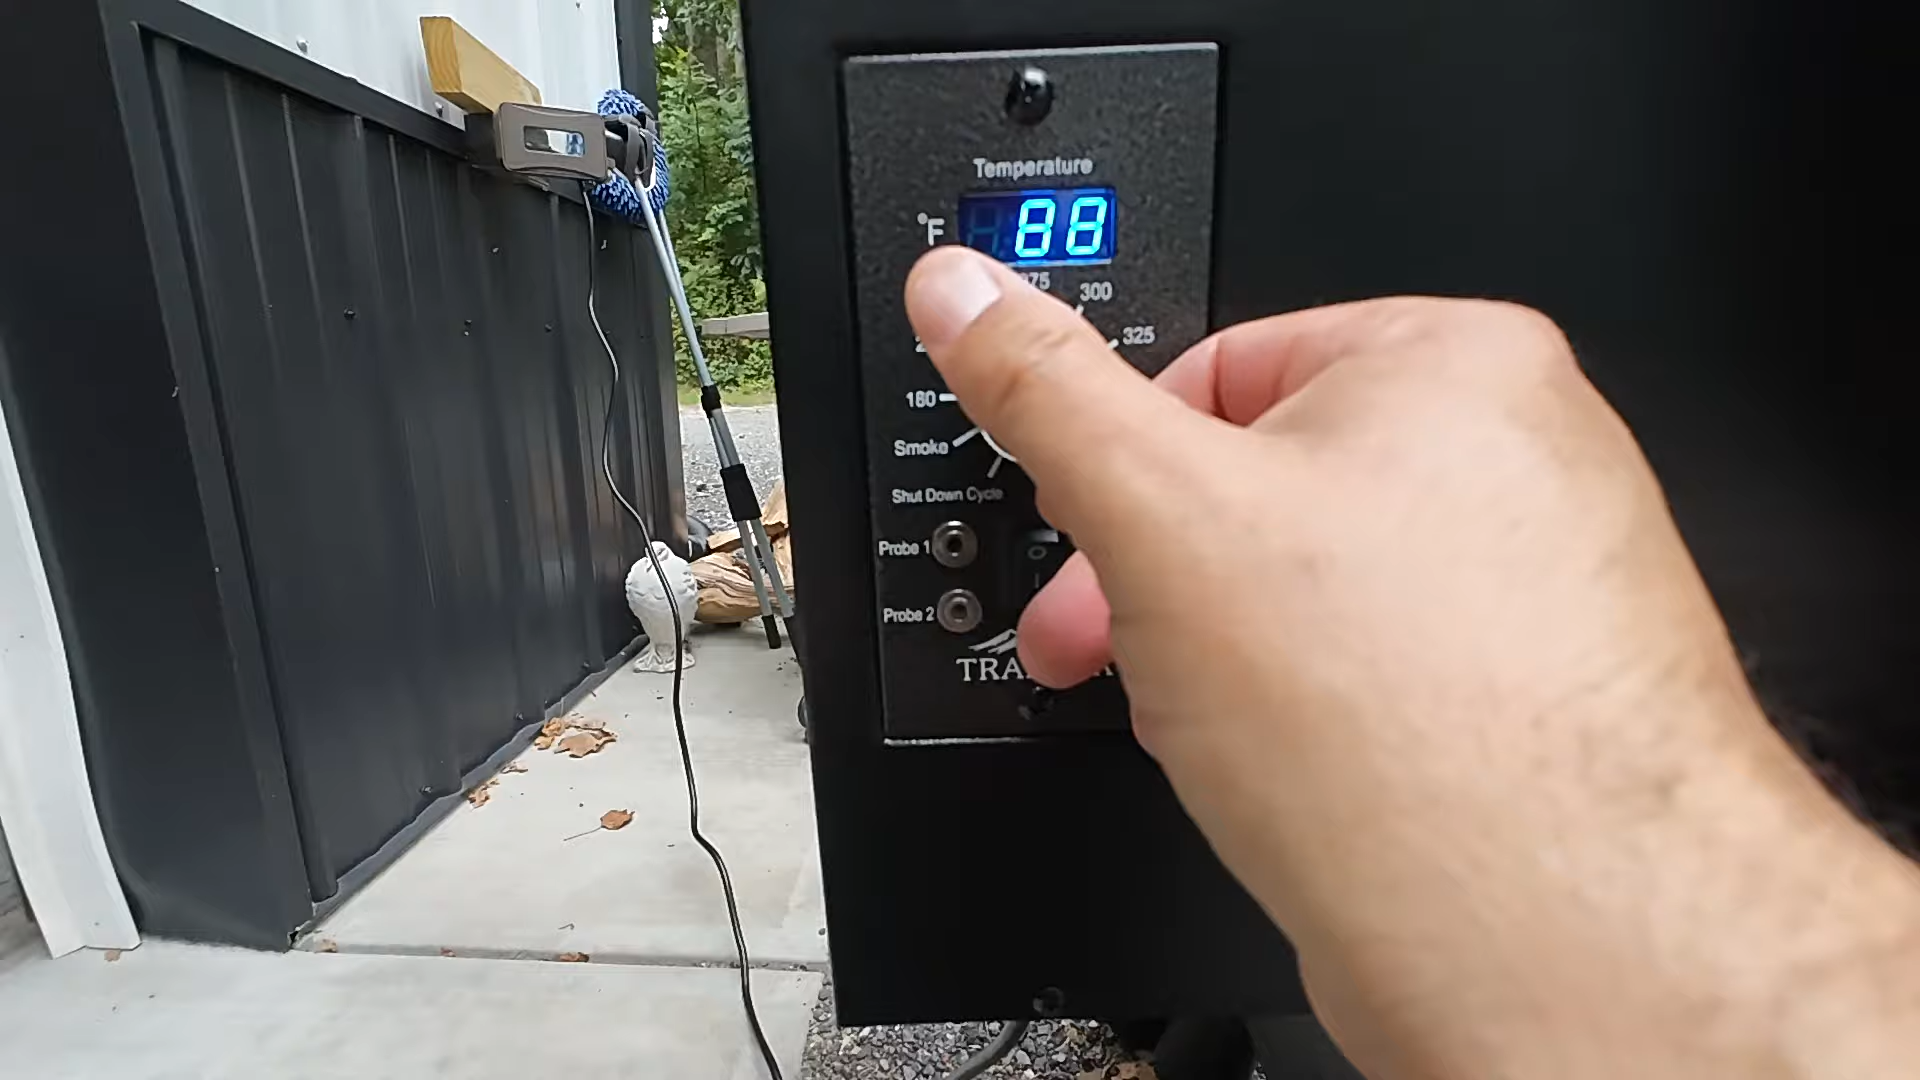 Temperature
°F 88
300
325
180
Smoke
Shut Down Cycle
Probe 1
Probe 2